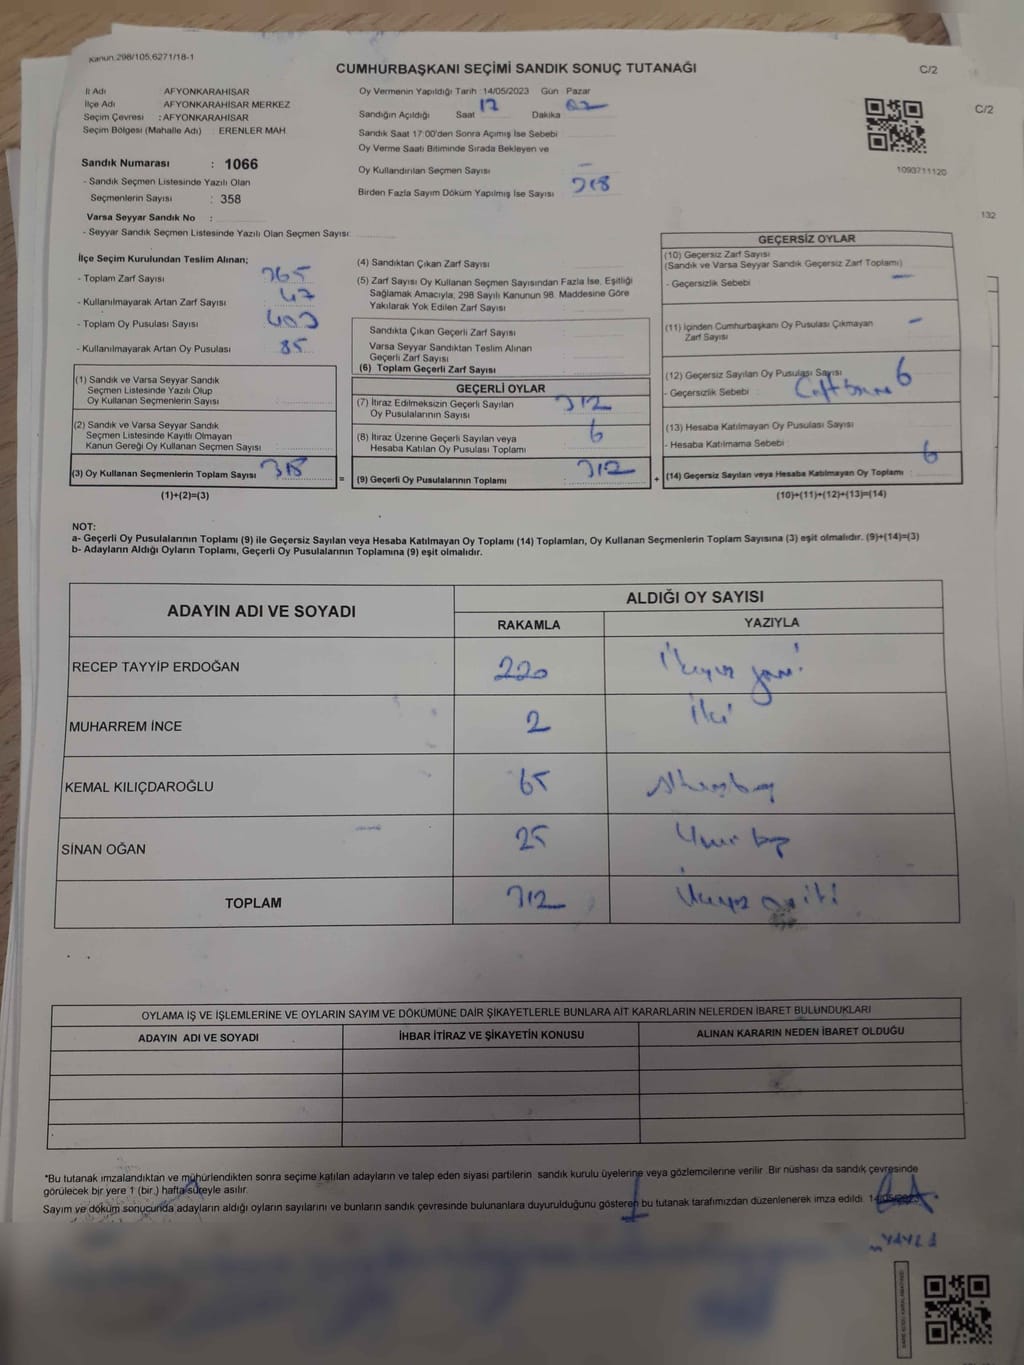 Kanun:298/105,6271/18-1
CUMHURBAŞKANI SEÇİMİ SANDIK SONUÇ TUTANAĞI
C/2
C/2
İl Adı AFYONKARAHİSAR
İlçe Adı AFYONKARAHİSAR MERKEZ
Seçim Çevresi : AFYONKARAHİSAR
Seçim Bölgesi (Mahalle Adı) : ERENLER MAH.
Oy Vermenin Yapıldığı Tarih : 14/05/2023 Gün Pazar
Sandığın Açıldığı Saat 17 Dakika 02
Sandık Saat 17:00'den Sonra Açımış İse Sebebi
Oy Verme Saati Bitiminde Sırada Bekleyen ve
Oy Kullandırılan Seçmen Sayısı
Birden Fazla Sayım Döküm Yapılmış İse Sayısı 318
1093711120
132
Sandık Numarası : 1066
- Sandık Seçmen Listesinde Yazılı Olan
Seçmenlerin Sayısı : 358
Varsa Seyyar Sandık No :
- Seyyar Sandık Seçmen Listesinde Yazılı Olan Seçmen Sayısı:
İlçe Seçim Kurulundan Teslim Alınan;
- Toplam Zarf Sayısı 365
- Kullanılmayarak Artan Zarf Sayısı 47
- Toplam Oy Pusulası Sayısı 403
- Kullanılmayarak Artan Oy Pusulası 85
(1) Sandık ve Varsa Seyyar Sandık
Seçmen Listesinde Yazılı Olup
Oy Kullanan Seçmenlerin Sayısı
(2) Sandık ve Varsa Seyyar Sandık
Seçmen Listesinde Kayıtlı Olmayan
Kanun Gereği Oy Kullanan Seçmen Sayısı
(3) Oy Kullanan Seçmenlerin Toplam Sayısı 318
(1)+(2)=(3)
(4) Sandıktan Çıkan Zarf Sayısı
(5) Zarf Sayısı Oy Kullanan Seçmen Sayısından Fazla İse, Eşitliği
Sağlamak Amacıyla, 298 Sayılı Kanunun 98. Maddesine Göre
Yakılarak Yok Edilen Zarf Sayısı
Sandıkta Çıkan Geçerli Zarf Sayısı
Varsa Seyyar Sandıktan Teslim Alınan
Geçerli Zarf Sayısı
(6) Toplam Geçerli Zarf Sayısı
GEÇERLİ OYLAR
(7) İtiraz Edilmeksizin Geçerli Sayılan
Oy Pusulalarının Sayısı 312
(8) İtiraz Üzerine Geçerli Sayılan veya
Hesaba Katılan Oy Pusulaları Toplamı 6
(9) Geçerli Oy Pusulalarının Toplamı 312
=
+
GEÇERSİZ OYLAR
(10) Geçersiz Zarf Sayısı
(Sandık ve Varsa Seyyar Sandık Geçersiz Zarf Toplamı)
- Geçersizlik Sebebi
(11) İçinden Cumhurbaşkanı Oy Pusulası Çıkmayan
Zarf Sayısı
(12) Geçersiz Sayılan Oy Pusulası Sayısı 6
- Geçersizlik Sebebi
(13) Hesaba Katılmayan Oy Pusulası Sayısı
- Hesaba Katılmama Sebebi
(14) Geçersiz Sayılan veya Hesaba Katılmayan Oy Toplamı 6
(10)+(11)+(12)+(13)=(14)
NOT:
a- Geçerli Oy Pusulalarının Toplamı (9) ile Geçersiz Sayılan veya Hesaba Katılmayan Oy Toplamı (14) Toplamları, Oy Kullanan Seçmenlerin Toplam Sayısına (3) eşit olmalıdır. (9)+(14)=(3)
b- Adayların Aldığı Oyların Toplamı, Geçerli Oy Pusulalarının Toplamına (9) eşit olmalıdır.
ADAYIN ADI VE SOYADI
ALDIĞI OY SAYISI
RAKAMLA YAZIYLA
RECEP TAYYİP ERDOĞAN 220 ikiyüz yirmi
MUHARREM İNCE 2 iki
KEMAL KILIÇDAROĞLU 65 altmışbeş
SİNAN OĞAN 25 yirmi beş
TOPLAM 312 üçyüz oniki
OYLAMA İŞ VE İŞLEMLERİNE VE OYLARIN SAYIM VE DÖKÜMÜNE DAİR ŞİKAYETLERLE BUNLARA AİT KARARLARIN NELERDEN İBARET BULUNDUKLARI
ADAYIN ADI VE SOYADI İHBAR İTİRAZ VE ŞİKAYETİN KONUSU ALINAN KARARIN NEDEN İBARET OLDUĞU
*Bu tutanak imzalandıktan ve mühürlendikten sonra seçime katılan adayların ve talep eden siyasi partilerin sandık kurulu üyelerine veya gözlemcilerine verilir. Bir nüshası da sandık çevresinde
görülecek bir yere 1 (bir) hafta süreyle asılır.
Sayım ve döküm sonucunda adayların aldığı oyların sayılarını ve bunların sandık çevresinde bulunanlara duyurulduğunu gösteren bu tutanak tarafımızdan düzenlenerek imza edildi. 14/05/2023